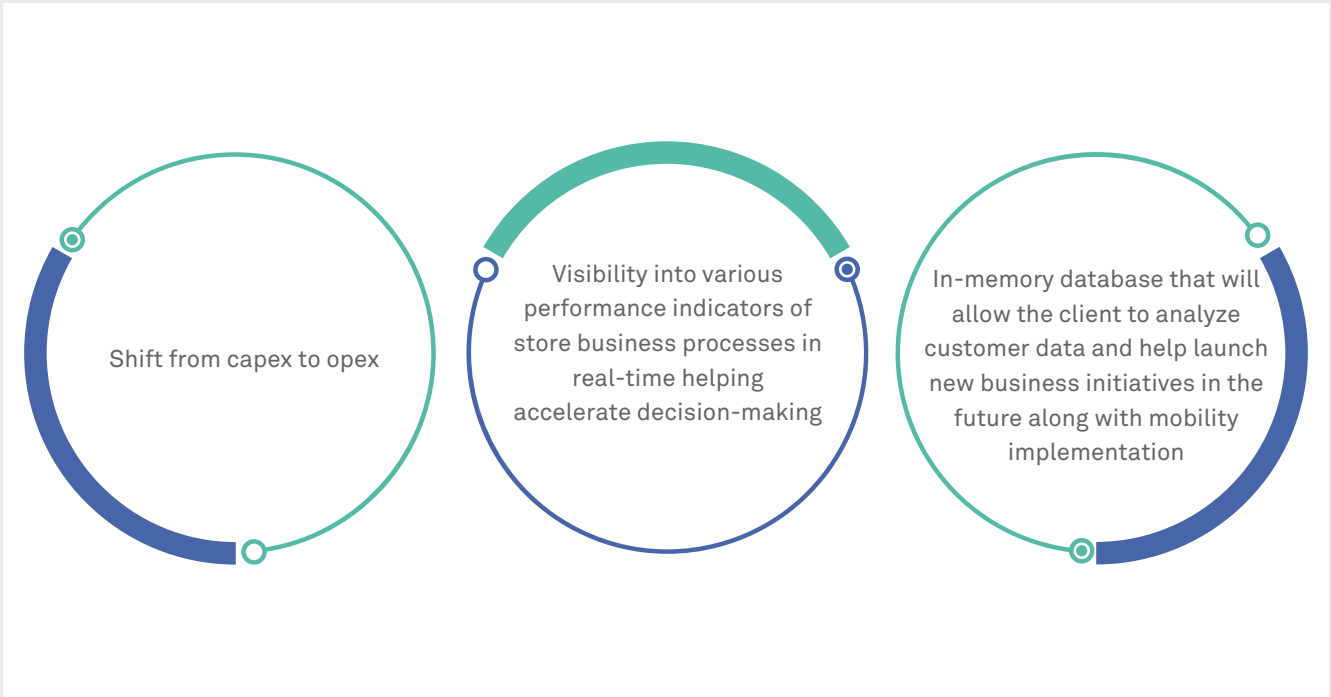 Shift from capex to opex
Visibility into various
performance indicators of
store business processes in
real-time helping
accelerate decision-making
In-memory database that will
allow the client to analyze
customer data and help launch
new business initiatives in the
future along with mobility
implementation